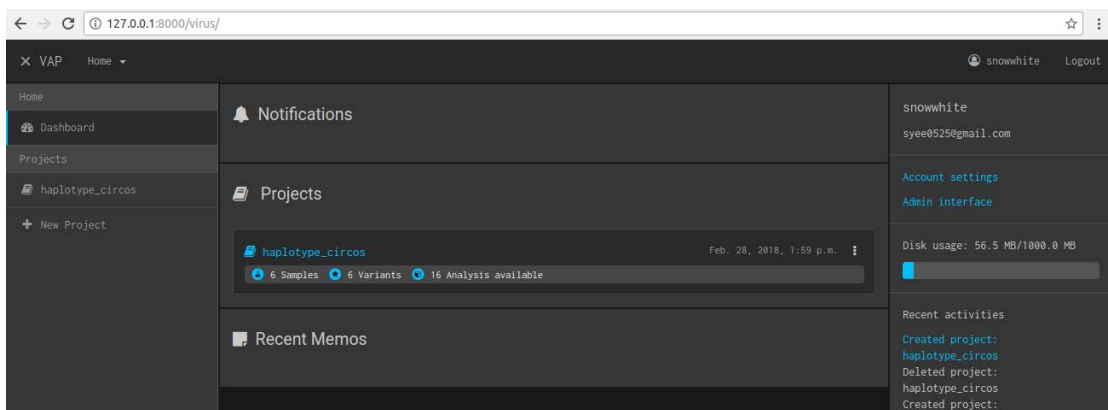 127.0.0.1:8000/virus/
VAP Home
snowwhite Logout
Home
Dashboard
Projects
haplotype_circos
New Project
Notifications
Projects
haplotype_circos Feb. 28, 2018, 1:59 p.m.
6 Samples 6 Variants 16 Analysis available
Recent Memos
snowwhite
syee0525@gmail.com
Account settings
Admin interface
Disk usage: 56.5 MB/1000.0 MB
Recent activities
Created project:
haplotype_circos
Deleted project:
haplotype_circos
Created project: